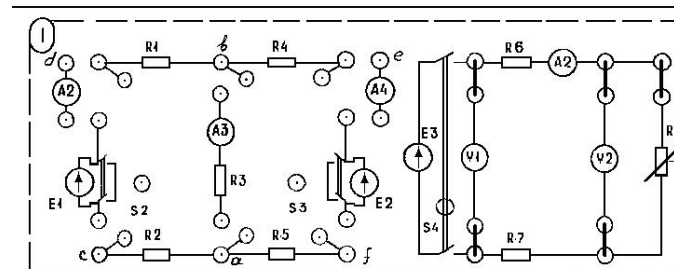 1
d R1 b R4 e R6 A2
A2 A3 A4 E3 R
V1 V2
E1 S2 R3 S3 E2 S4
c R2 a R5 f R7